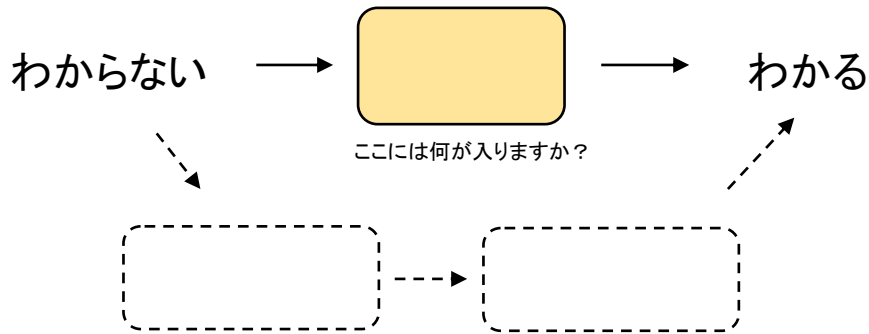 わからない
わかる
ここには何が入りますか？